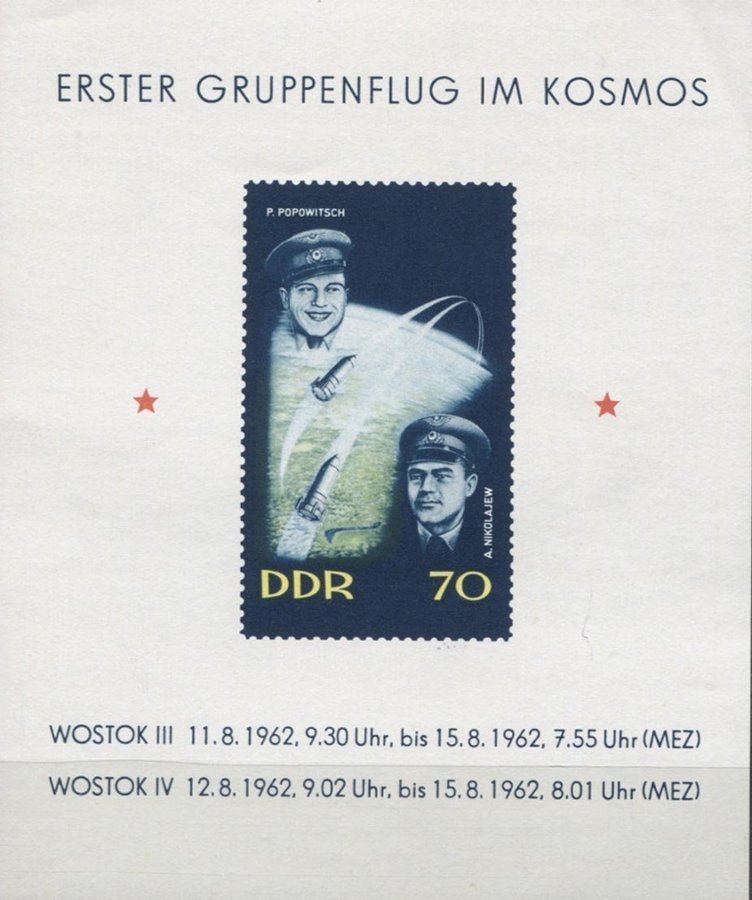 ERSTER GRUPPENFLUG IM KOSMOS
P. POPOWITSCH
A. NIKOLAJEW
DDR 70
WOSTOK III 11.8.1962, 9.30 Uhr, bis 15.8.1962, 7.55 Uhr (MEZ)
WOSTOK IV 12.8.1962, 9.02 Uhr, bis 15.8.1962, 8.01 Uhr (MEZ)